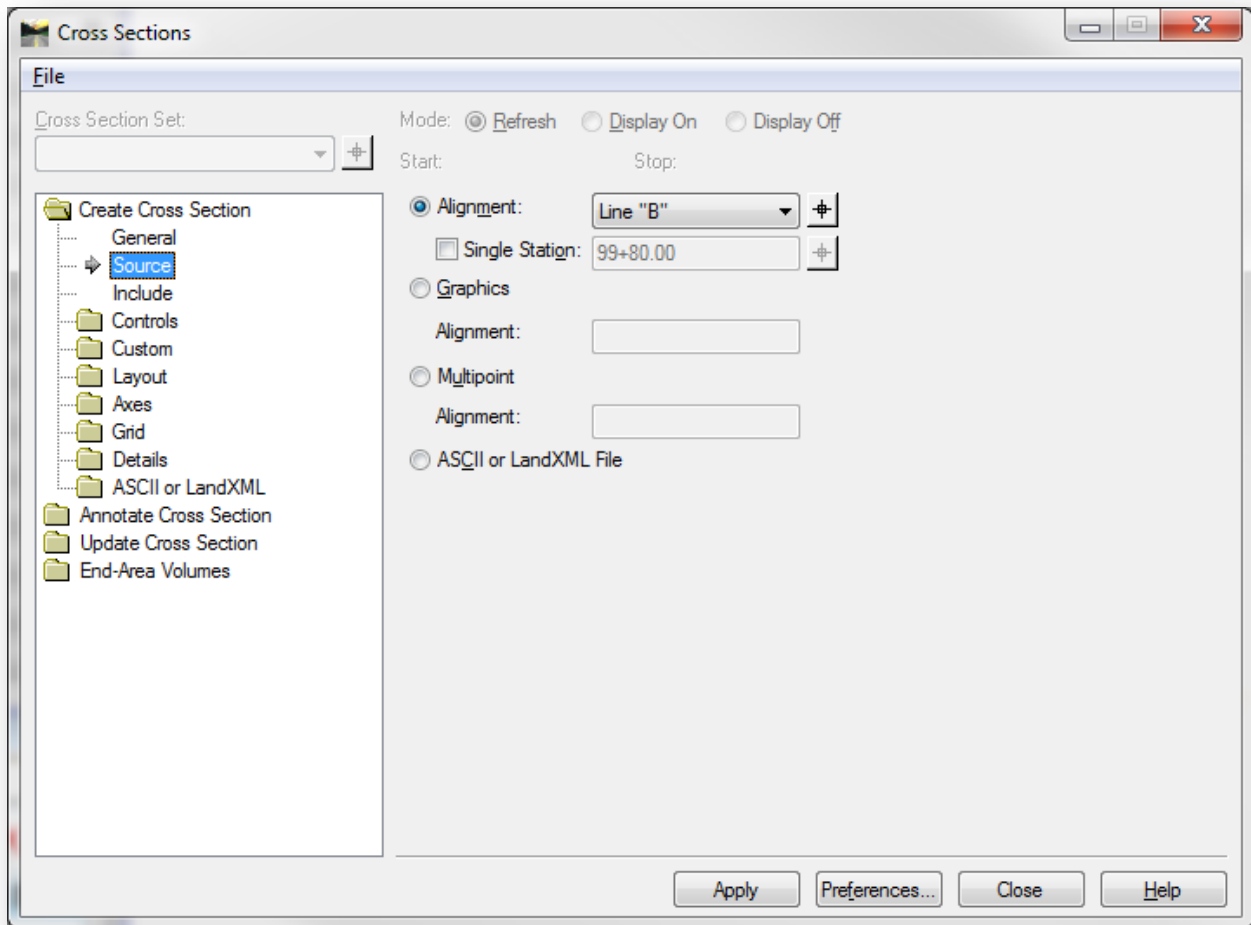 Cross Sections
File
Cross Section Set:
Mode: Refresh Display On Display Off
Start: Stop:
Create Cross Section
General
Source
Include
Controls
Custom
Layout
Axes
Grid
Details
ASCII or LandXML
Annotate Cross Section
Update Cross Section
End-Area Volumes
Alignment: Line "B"
Single Station: 99+80.00
Graphics
Alignment:
Multipoint
Alignment:
ASCII or LandXML File
Apply Preferences... Close Help